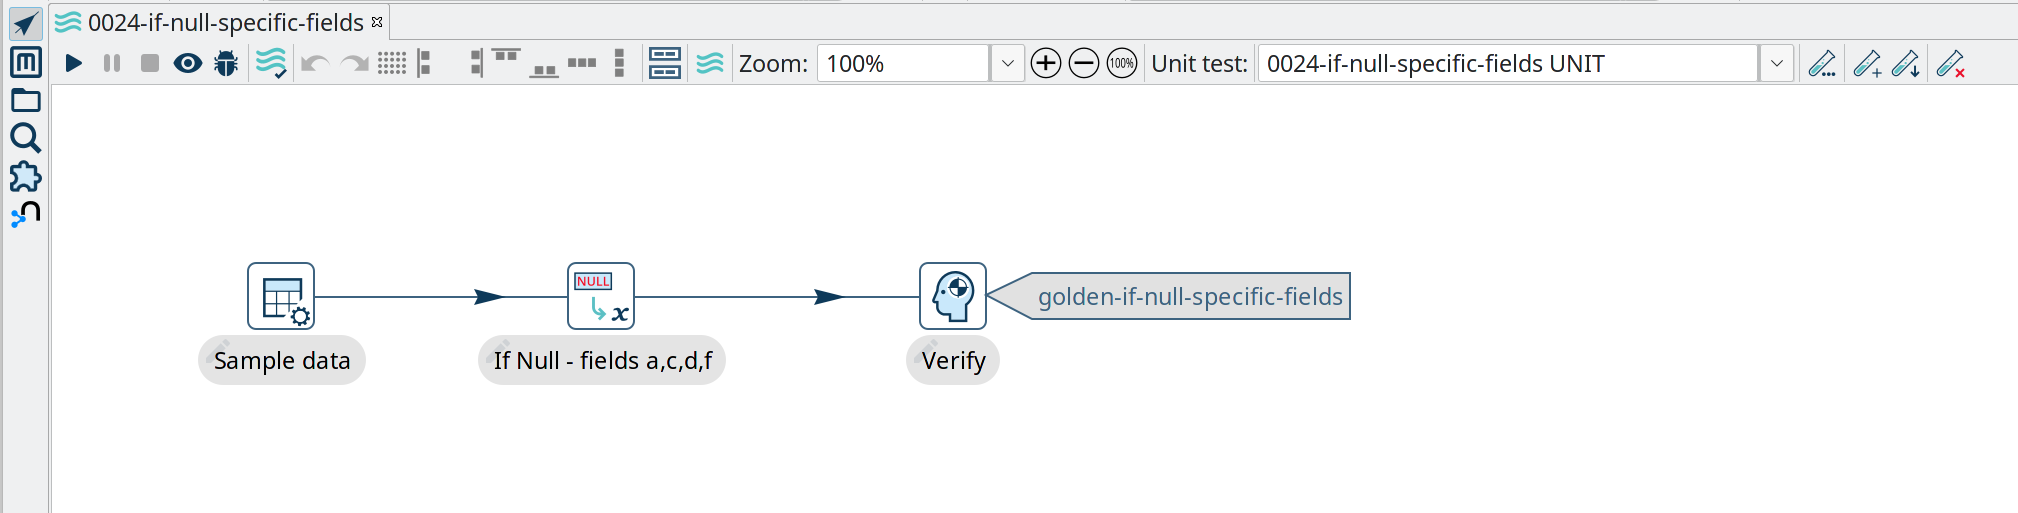 0024-if-null-specific-fields
Zoom: 100% 100% Unit test: 0024-if-null-specific-fields UNIT
NULL
x
golden-if-null-specific-fields
Sample data
If Null - fields a,c,d,f
Verify